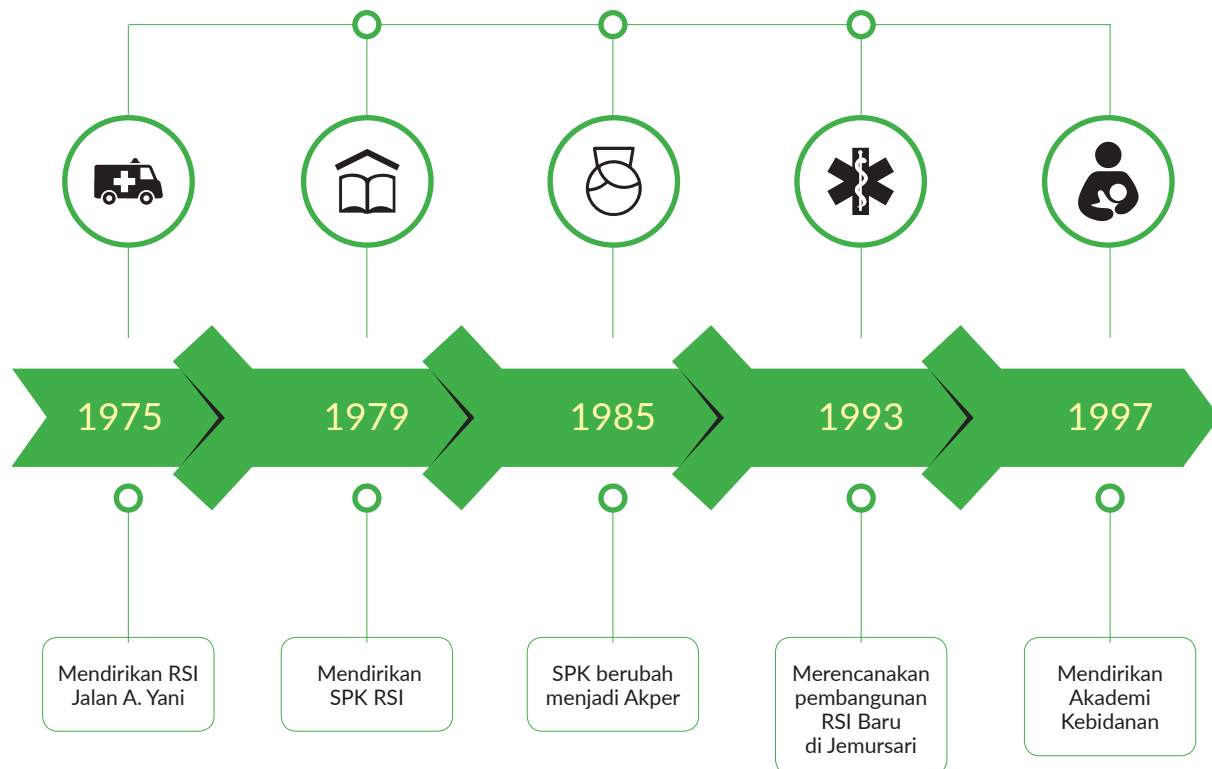 1975
1979
1985
1993
1997
Mendirikan RSI
Jalan A. Yani
Mendirikan
SPK RSI
SPK berubah
menjadi Akper
Merencanakan
pembangunan
RSI Baru
di Jemursari
Mendirikan
Akademi
Kebidanan